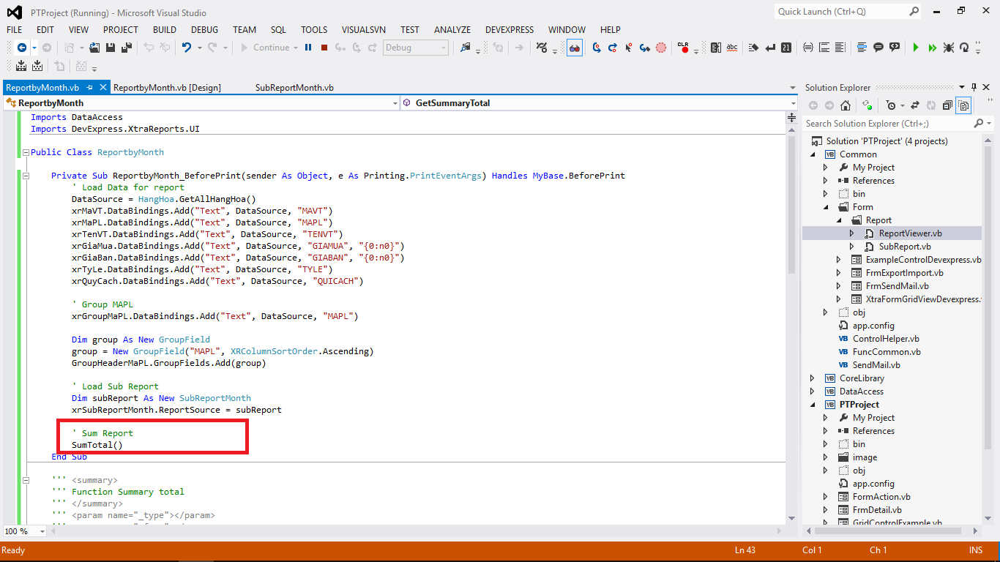 PTProject (Running) - Microsoft Visual Studio
Quick Launch (Ctrl+Q)
FILE EDIT VIEW PROJECT BUILD DEBUG TEAM SQL TOOLS VISUALSVN TEST ANALYZE DEVEXPRESS WINDOW HELP
Continue Debug CLR abc 21
ReportbyMonth.vb ReportbyMonth.vb [Design] SubReportMonth.vb
ReportbyMonth GetSummaryTotal
Imports DataAccess
Imports DevExpress.XtraReports.UI
Public Class ReportbyMonth
Private Sub ReportbyMonth_BeforePrint(sender As Object, e As Printing.PrintEventArgs) Handles MyBase.BeforePrint
' Load Data for report
DataSource = HangHoa.GetAllHangHoa()
xrMaVT.DataBindings.Add("Text", DataSource, "MAVT")
xrMaPL.DataBindings.Add("Text", DataSource, "MAPL")
xrTenVT.DataBindings.Add("Text", DataSource, "TENVT")
xrGiaMua.DataBindings.Add("Text", DataSource, "GIAMUA", "{0:n0}")
xrGiaBan.DataBindings.Add("Text", DataSource, "GIABAN", "{0:n0}")
xrTyLe.DataBindings.Add("Text", DataSource, "TYLE")
xrQuyCach.DataBindings.Add("Text", DataSource, "QUICACH")
' Group MAPL
xrGroupMaPL.DataBindings.Add("Text", DataSource, "MAPL")
Dim group As New GroupField
group = New GroupField("MAPL", XRColumnSortOrder.Ascending)
GroupHeaderMaPL.GroupFields.Add(group)
' Load Sub Report
Dim subReport As New SubReportMonth
xrSubReportMonth.ReportSource = subReport
' Sum Report
SumTotal()
End Sub
''' <summary>
''' Function Summary total
''' </summary>
''' <param name="_type"></param>
100 %
Solution Explorer
Search Solution Explorer (Ctrl+;)
Solution 'PTProject' (4 projects)
VB Common
My Project
References
bin
Form
Report
ReportViewer.vb
SubReport.vb
ExampleControlDevexpress.vb
FrmExportImport.vb
FrmSendMail.vb
XtraFormGridViewDevexpress.
obj
app.config
VB ControlHelper.vb
VB FuncCommon.vb
VB SendMail.vb
VB CoreLibrary
VB DataAccess
VB PTProject
My Project
References
bin
image
obj
app.config
FormAction.vb
FrmDetail.vb
GridControlExample.vb
Ready Ln 43 Col 1 Ch 1 INS